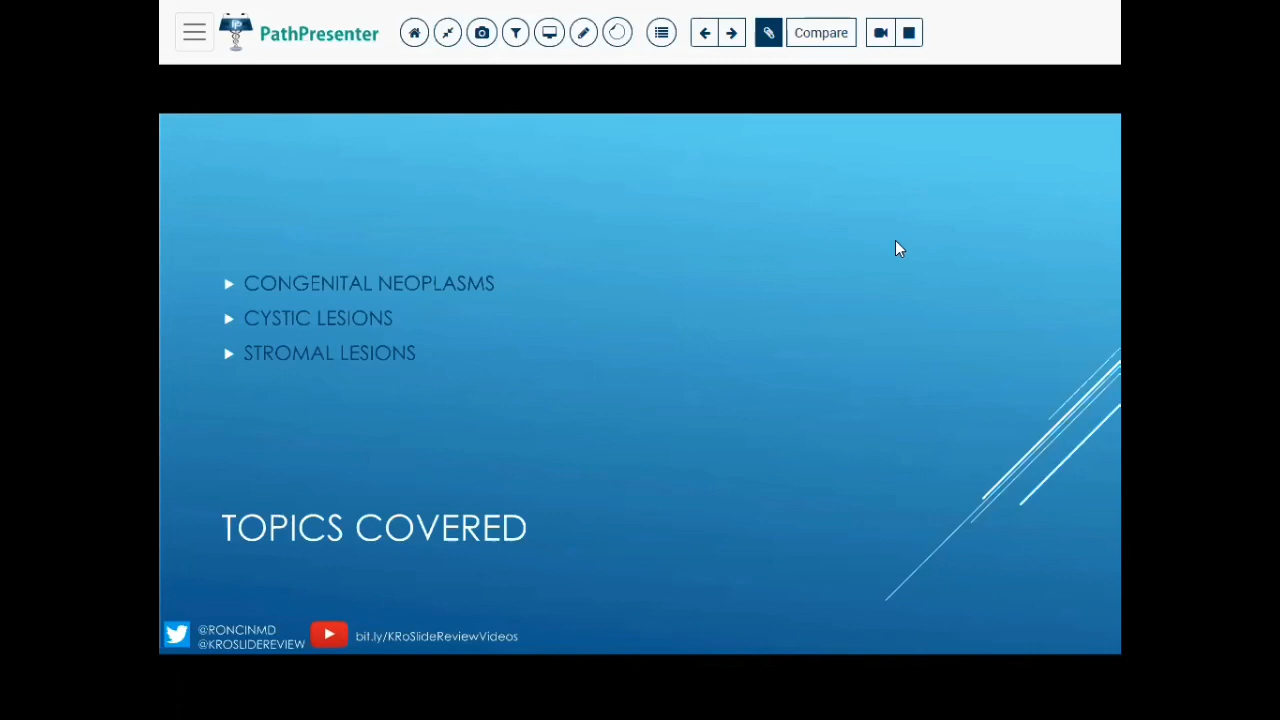 PathPresenter
Compare
CONGENITAL NEOPLASMS
CYSTIC LESIONS
STROMAL LESIONS
TOPICS COVERED
@RONCINMD
@KROSLIDEREVIEW
bit.ly/KRoSlideReviewVideos